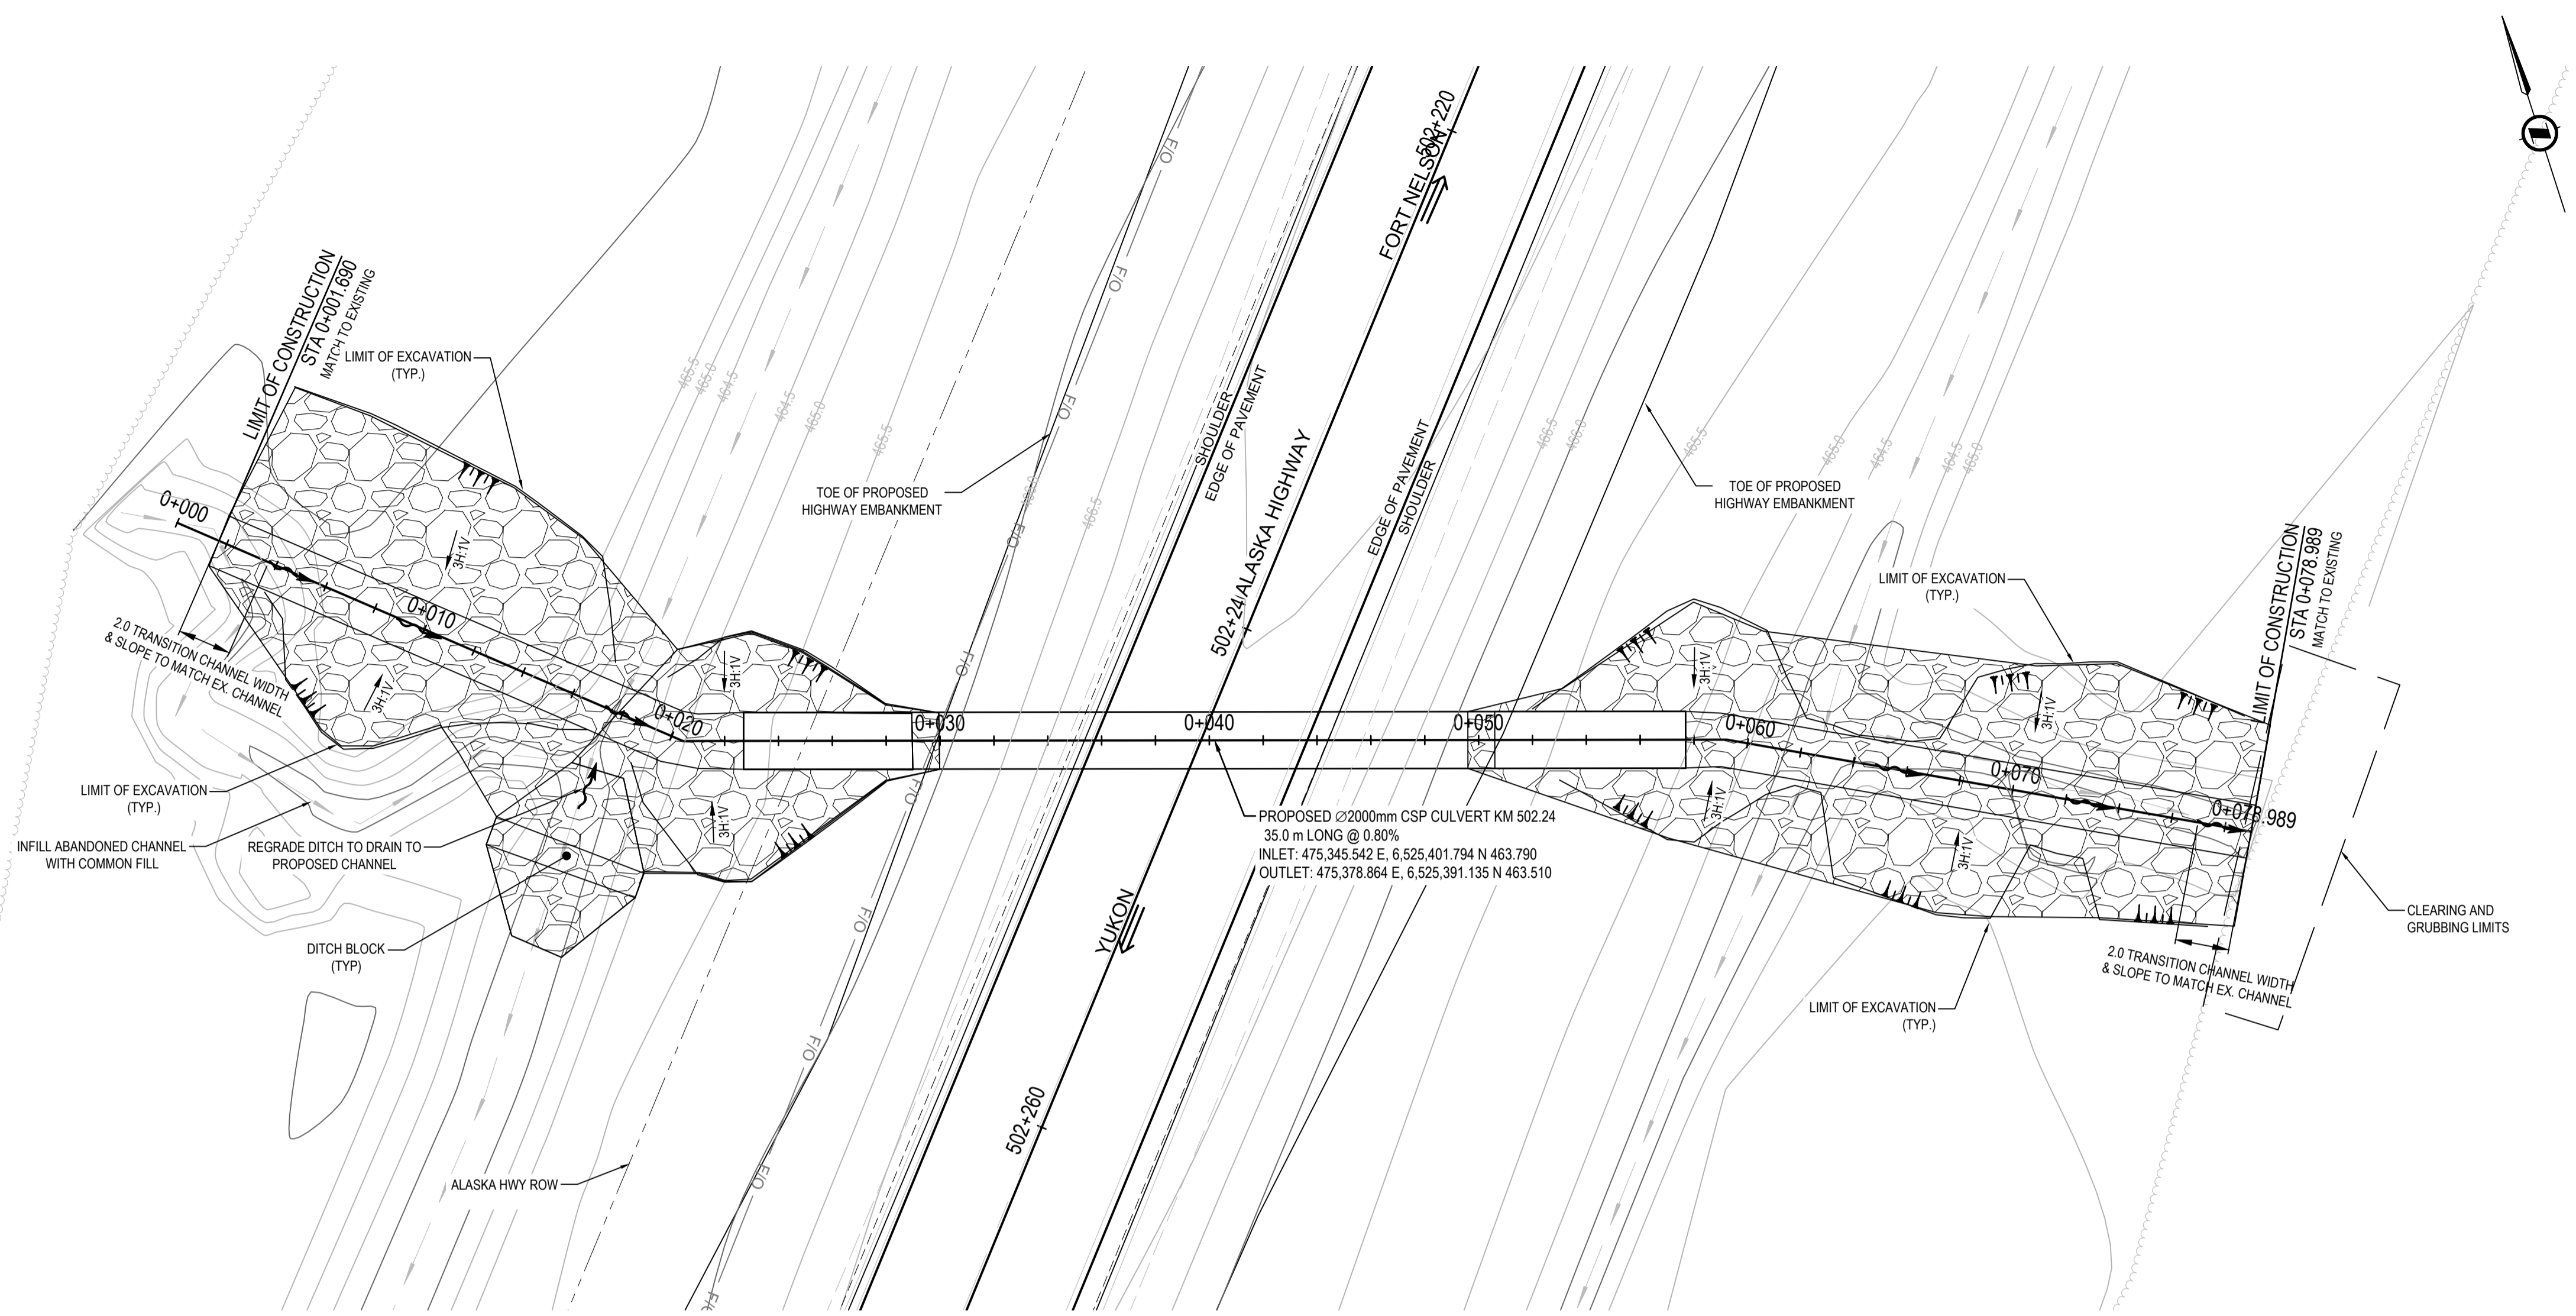 502+220
FORT NELSON
LIMIT OF CONSTRUCTION
STA 0+001.690
MATCH TO EXISTING
LIMIT OF EXCAVATION
(TYP.)
465.5
465.0
464.5
464.5
465.0
465.5
466.0
466.5
F/O
F/O
F/O
F/O
F/O
F/O
F/O
F/O
F/O
F/O
TOE OF PROPOSED
HIGHWAY EMBANKMENT
SHOULDER
EDGE OF PAVEMENT
502+24
ALASKA HIGHWAY
EDGE OF PAVEMENT
SHOULDER
466.5
466.0
465.5
465.0
464.5
464.5
465.0
TOE OF PROPOSED
HIGHWAY EMBANKMENT
LIMIT OF EXCAVATION
(TYP.)
LIMIT OF CONSTRUCTION
STA 0+078.989
MATCH TO EXISTING
0+000
0+010
0+020
0+030
0+040
0+050
0+060
0+070
0+078.989
3H:1V
3H:1V
3H:1V
3H:1V
3H:1V
3H:1V
3H:1V
3H:1V
2.0 TRANSITION CHANNEL WIDTH
& SLOPE TO MATCH EX. CHANNEL
LIMIT OF EXCAVATION
(TYP.)
INFILL ABANDONED CHANNEL
WITH COMMON FILL
REGRADE DITCH TO DRAIN TO
PROPOSED CHANNEL
DITCH BLOCK
(TYP)
ALASKA HWY ROW
PROPOSED ∅2000mm CSP CULVERT KM 502.24
35.0 m LONG @ 0.80%
INLET: 475,345.542 E, 6,525,401.794 N 463.790
OUTLET: 475,378.864 E, 6,525,391.135 N 463.510
YUKON
502+260
CLEARING AND
GRUBBING LIMITS
2.0 TRANSITION CHANNEL WIDTH
& SLOPE TO MATCH EX. CHANNEL
LIMIT OF EXCAVATION
(TYP.)